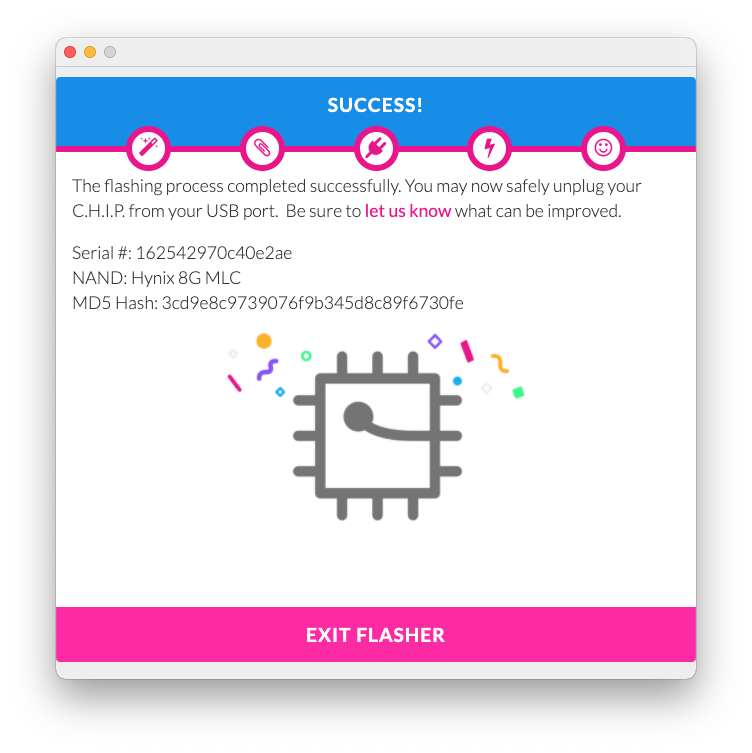 SUCCESS!
The flashing process completed successfully. You may now safely unplug your
C.H.I.P. from your USB port.  Be sure to let us know what can be improved.
Serial #: 162542970c40e2ae
NAND: Hynix 8G MLC
MD5 Hash: 3cd9e8c9739076f9b345d8c89f6730fe
EXIT FLASHER